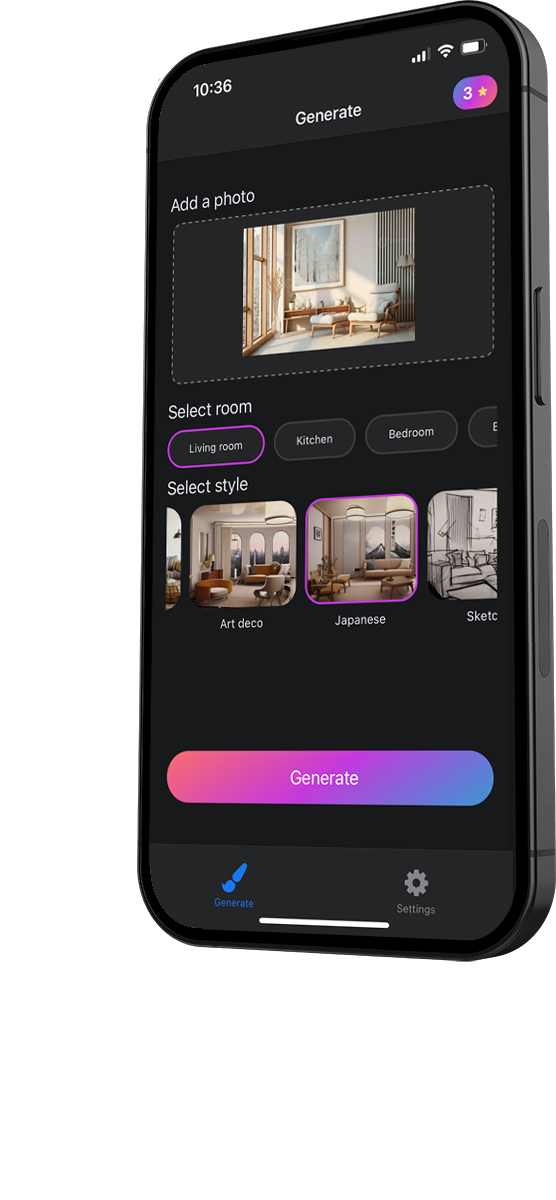 10:36
Generate
3
Add a photo
Select room
Living room
Kitchen
Bedroom
Select style
Art deco
Japanese
Sketc
Generate
Generate
Settings